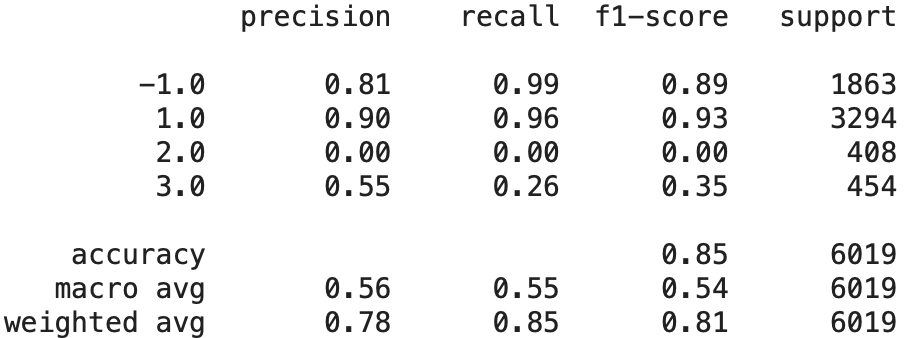 precision recall f1-score support
-1.0 0.81 0.99 0.89 1863
1.0 0.90 0.96 0.93 3294
2.0 0.00 0.00 0.00 408
3.0 0.55 0.26 0.35 454
accuracy 0.85 6019
macro avg 0.56 0.55 0.54 6019
weighted avg 0.78 0.85 0.81 6019